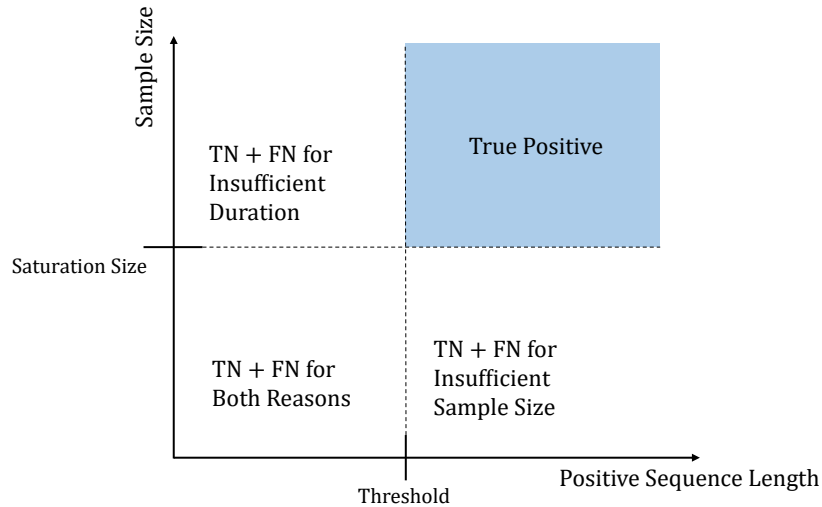 Sample Size
TN + FN for
Insufficient
Duration
True Positive
Saturation Size
TN + FN for
Both Reasons
TN + FN for
Insufficient
Sample Size
Threshold
Positive Sequence Length